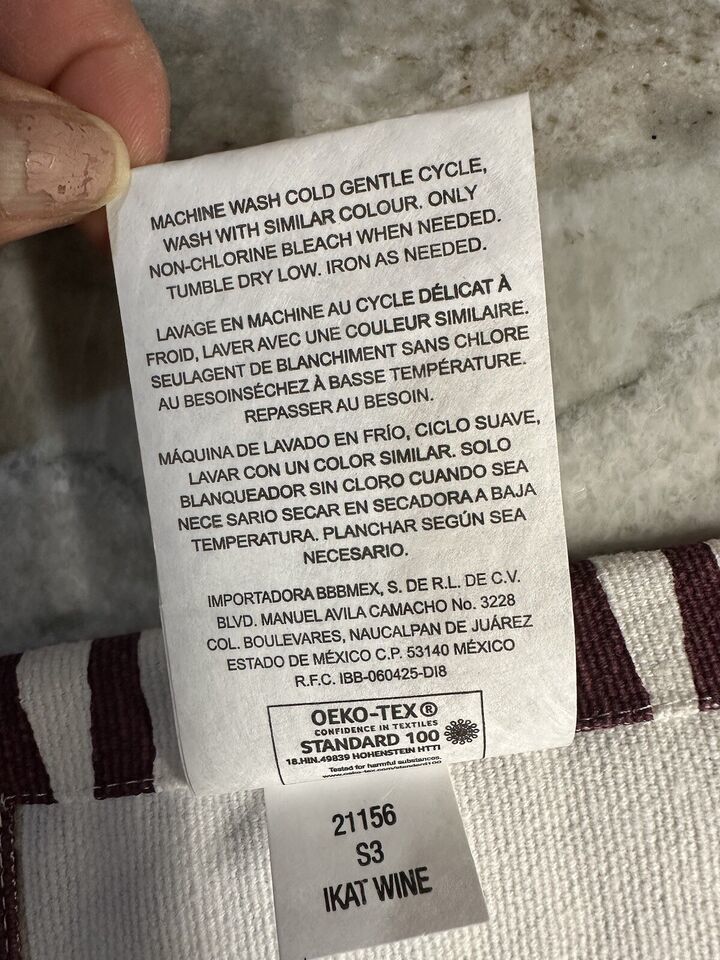 MACHINE WASH COLD GENTLE CYCLE,
WASH WITH SIMILAR COLOUR. ONLY
NON-CHLORINE BLEACH WHEN NEEDED.
TUMBLE DRY LOW. IRON AS NEEDED.
LAVAGE EN MACHINE AU CYCLE DÉLICAT À
FROID, LAVER AVEC UNE COULEUR SIMILAIRE.
SEULAGENT DE BLANCHIMENT SANS CHLORE
AU BESOINSÉCHEZ À BASSE TEMPÉRATURE.
REPASSER AU BESOIN.
MÁQUINA DE LAVADO EN FRÍO, CICLO SUAVE,
LAVAR CON UN COLOR SIMILAR. SOLO
BLANQUEADOR SIN CLORO CUANDO SEA
NECE SARIO SECAR EN SECADORA A BAJA
TEMPERATURA. PLANCHAR SEGÚN SEA
NECESARIO.
IMPORTADORA BBBMEX, S. DE R.L. DE C.V.
BLVD. MANUEL AVILA CAMACHO No. 3228
COL. BOULEVARES, NAUCALPAN DE JUÁREZ
ESTADO DE MÉXICO C.P. 53140 MÉXICO
R.F.C. IBB-060425-DI8
OEKO-TEX®
CONFIDENCE IN TEXTILES
STANDARD 100
18.HIN.49839 HOHENSTEIN HTTI
Tested for harmful substances.
www.oeko-tex.com/standard100
21156
S3
IKAT WINE